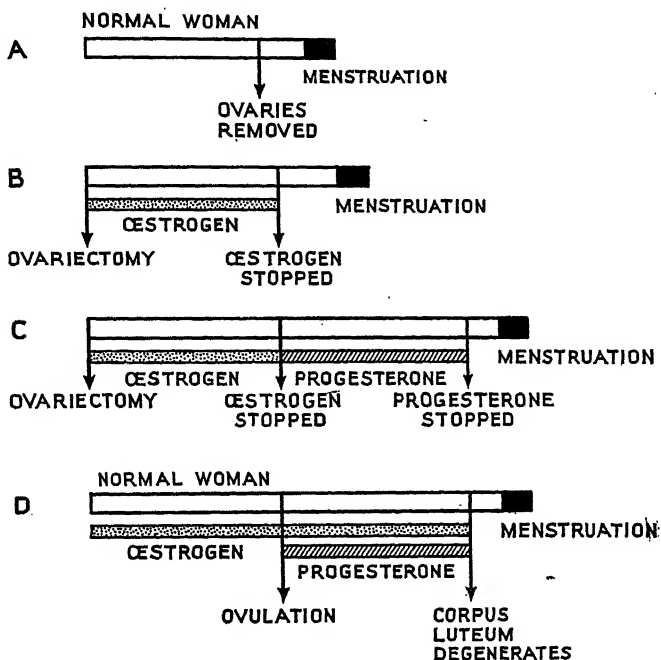 NORMAL WOMAN
A
MENSTRUATION
OVARIES
REMOVED
B
MENSTRUATION
ŒSTROGEN
OVARIECTOMY
ŒSTROGEN
STOPPED
C
MENSTRUATION
ŒSTROGEN
PROGESTERONE
OVARIECTOMY
ŒSTROGEN
STOPPED
PROGESTERONE
STOPPED
NORMAL WOMAN
D
MENSTRUATION
ŒSTROGEN
PROGESTERONE
OVULATION
CORPUS
LUTEUM
DEGENERATES